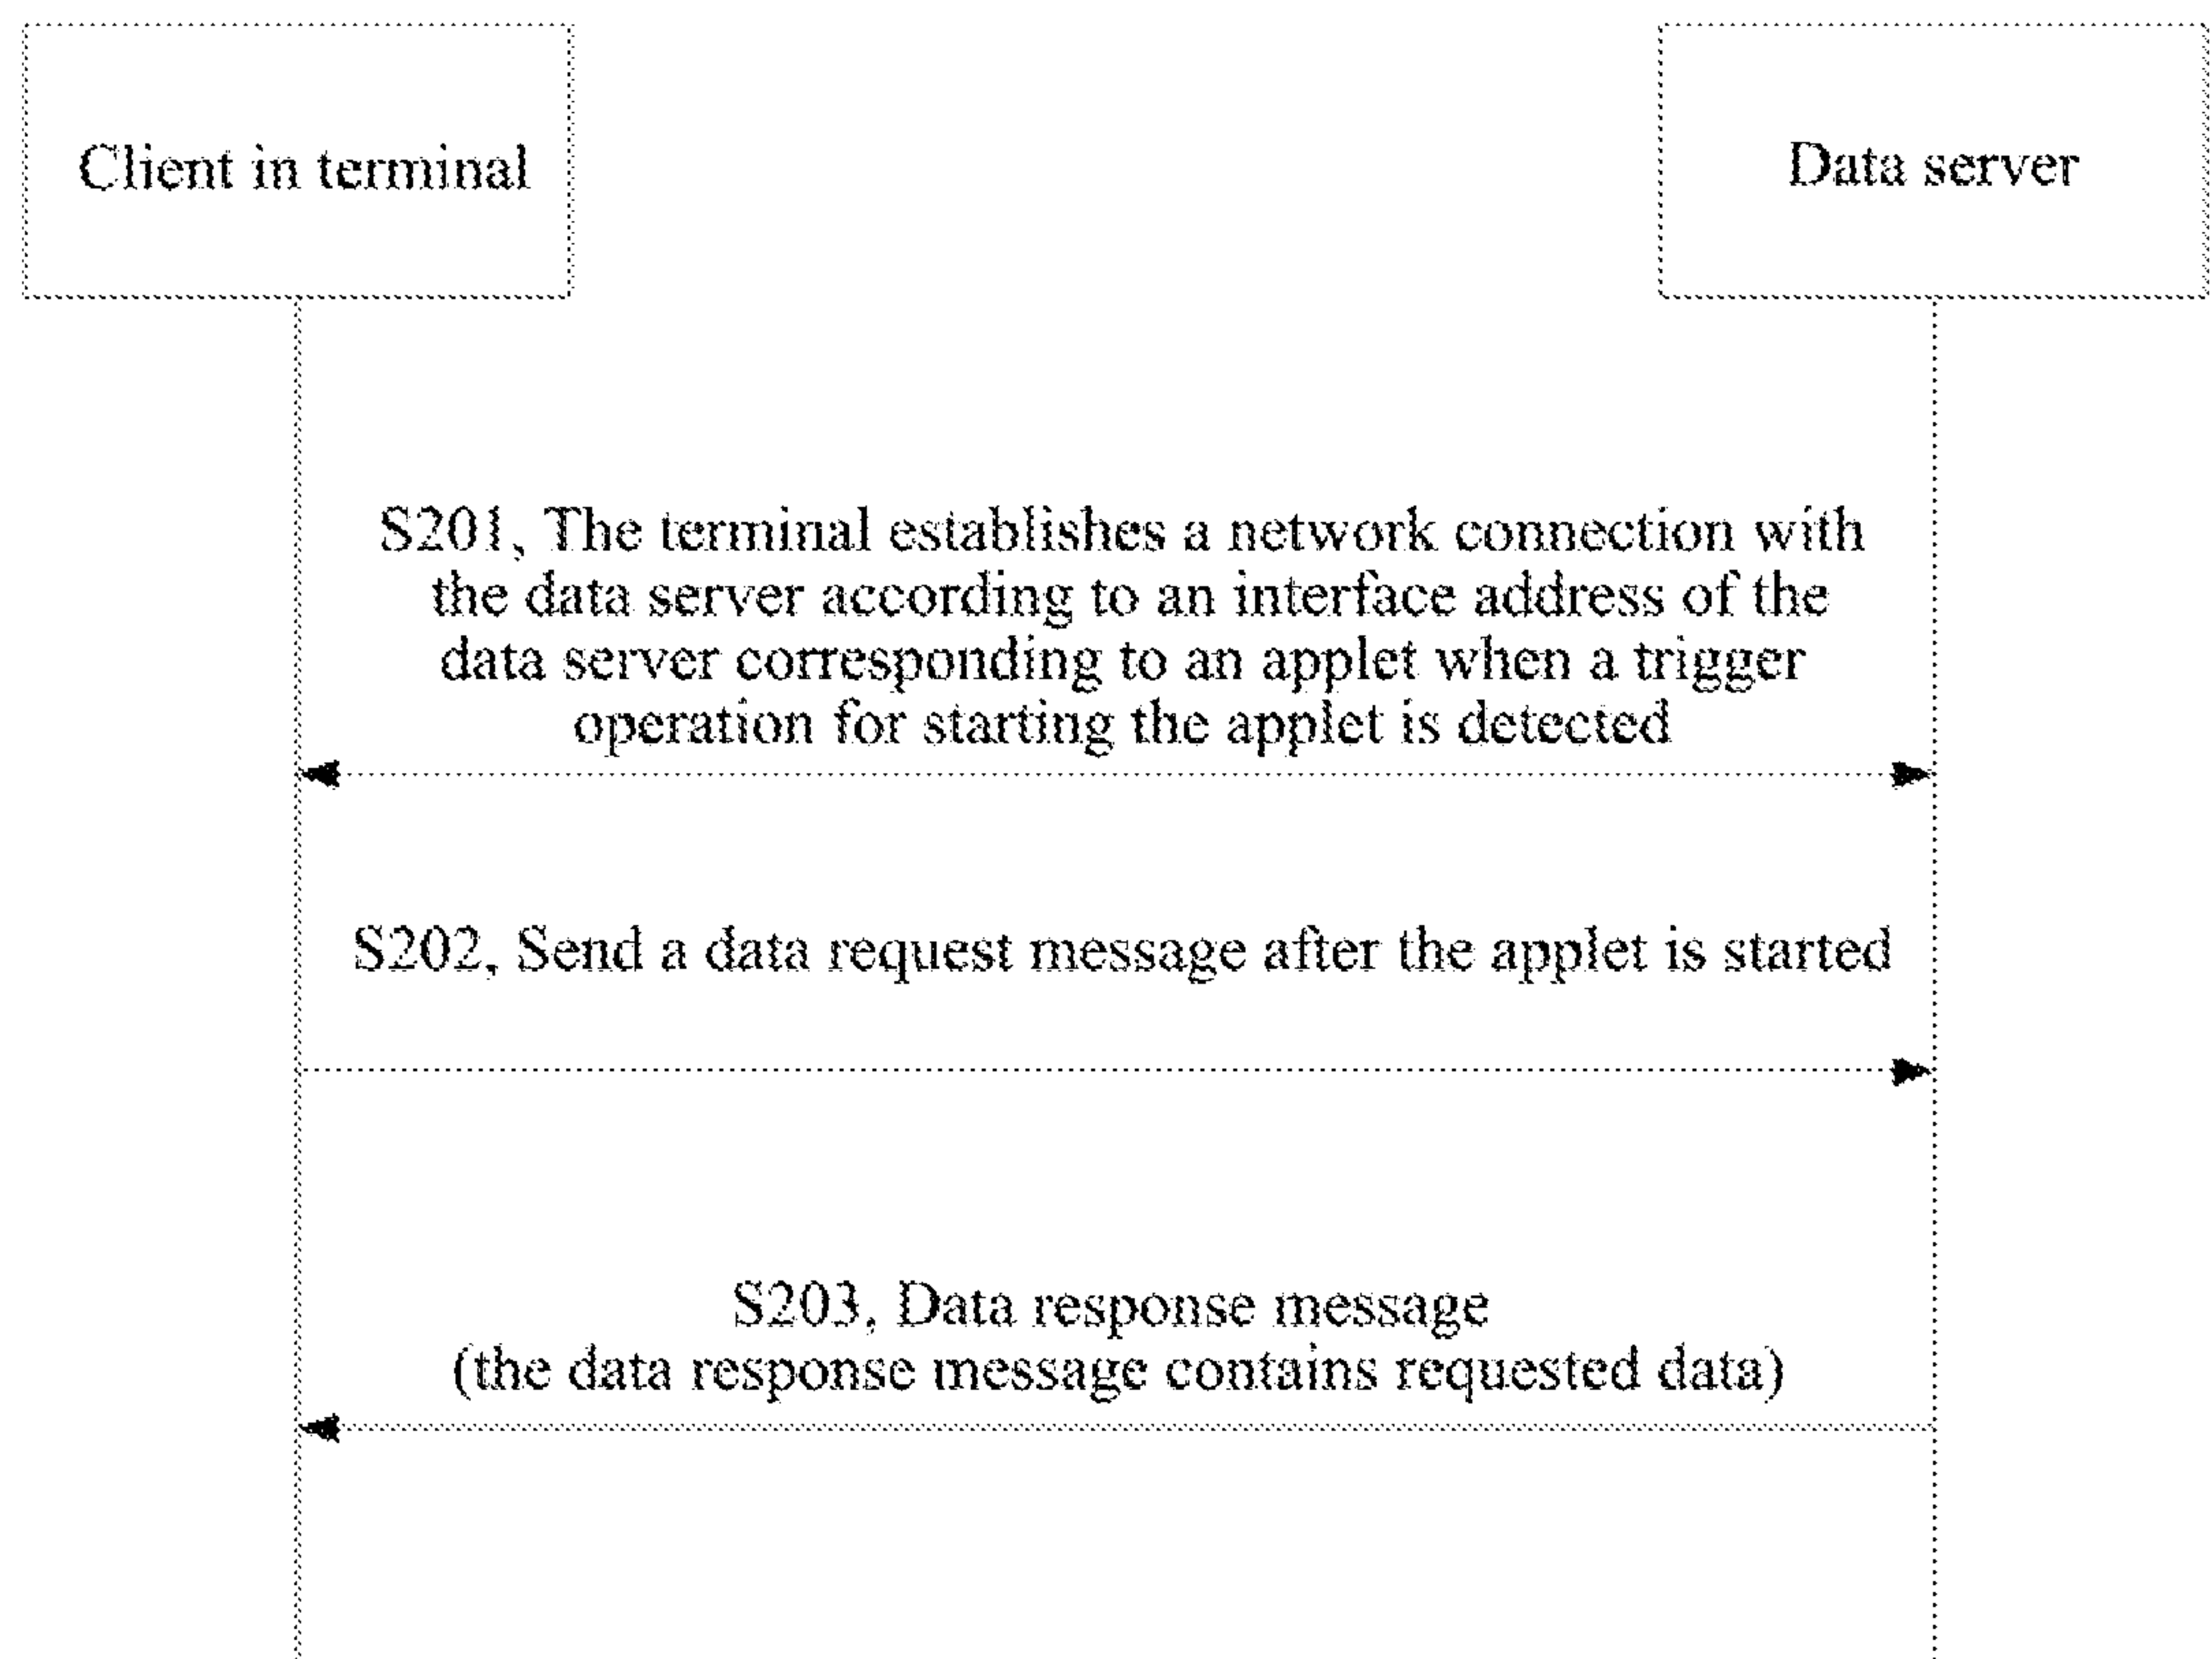 Client in terminal
Data server
S201, The terminal establishes a network connection with
the data server according to an interface address of the
data server corresponding to an applet when a trigger
operation for starting the applet is detected
S202, Send a data request message after the applet is started
S203, Data response message
(the data response message contains requested data)